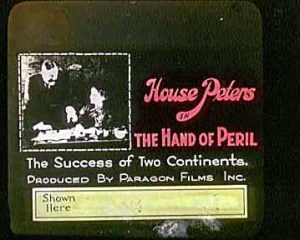 House Peters
IN
THE HAND OF PERIL
The Success of Two Continents.
PRODUCED BY PARAGON FILMS INC.
Shown
Here